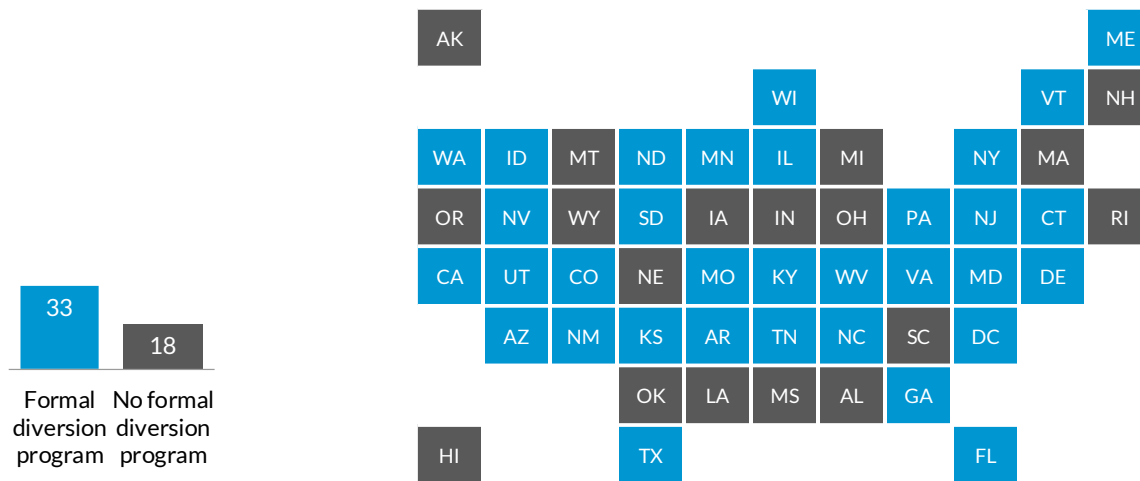 AK ME
WI VT NH
WA ID MT ND MN IL MI NY MA
OR NV WY SD IA IN OH PA NJ CT RI
CA UT CO NE MO KY WV VA MD DE
AZ NM KS AR TN NC SC DC
OK LA MS AL GA
HI TX FL
33
18
Formal
diversion
program
No formal
diversion
program